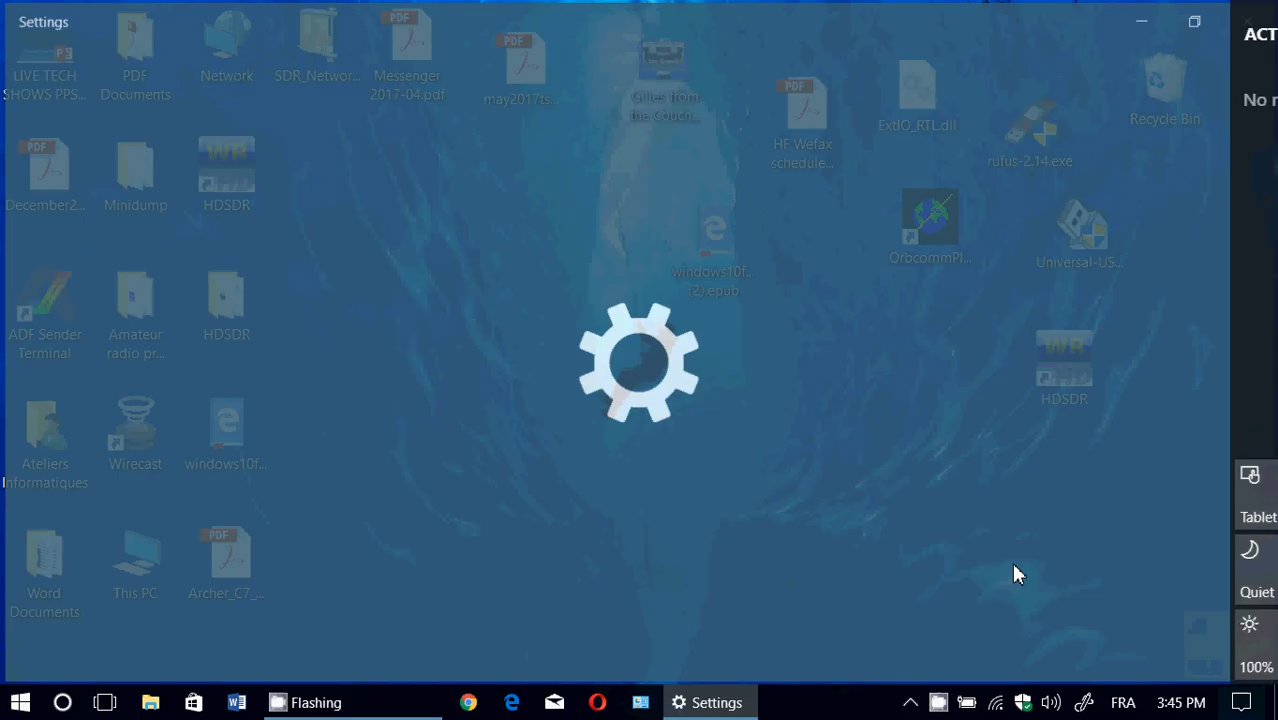 Settings
ACT
No r
LIVE TECH
SHOWS PPS...
PDF
Documents
Network
SDR_Networ...
Messenger
2017-04.pdf
may2017ts...
Gilles from
the Couch...
HF Wefax
schedule...
ExtIO_RTL.dll
rufus-2.14.exe
Recycle Bin
December2...
Minidump
HDSDR
windows10f...
(2).epub
OrbcommPl...
Universal-US...
ADF Sender
Terminal
Amateur
radio pr...
HDSDR
HDSDR
Ateliers
Informatiques
Wirecast
windows10f...
Word
Documents
This PC
Archer_C7_...
Tablet
Quiet
100%
Flashing
Settings
FRA
3:45 PM